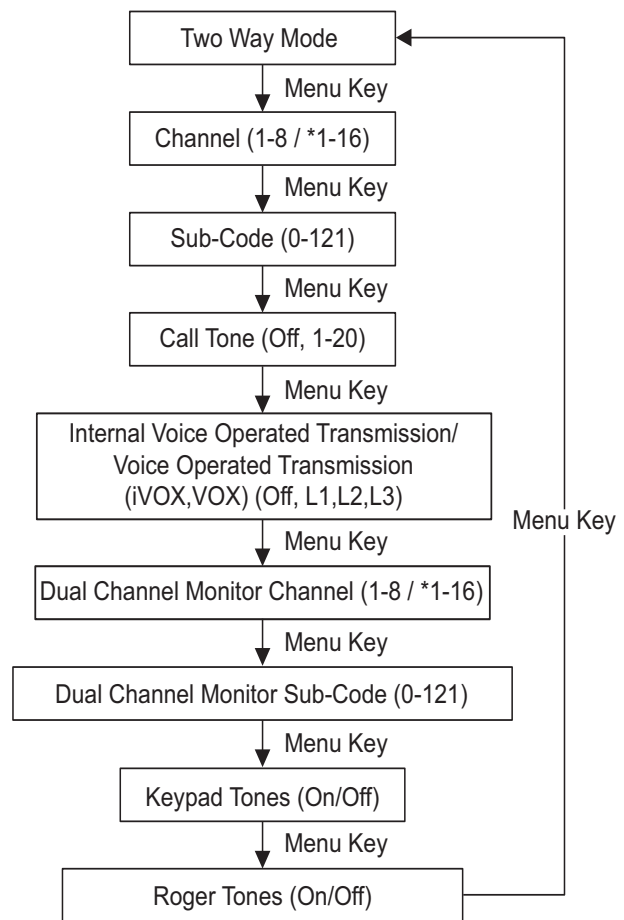 Two Way Mode
Menu Key
Channel (1-8 / *1-16)
Menu Key
Sub-Code (0-121)
Menu Key
Call Tone (Off, 1-20)
Menu Key
Internal Voice Operated Transmission/
Voice Operated Transmission
(iVOX,VOX) (Off, L1,L2,L3)
Menu Key
Menu Key
Dual Channel Monitor Channel (1-8 / *1-16)
Menu Key
Dual Channel Monitor Sub-Code (0-121)
Menu Key
Keypad Tones (On/Off)
Menu Key
Roger Tones (On/Off)